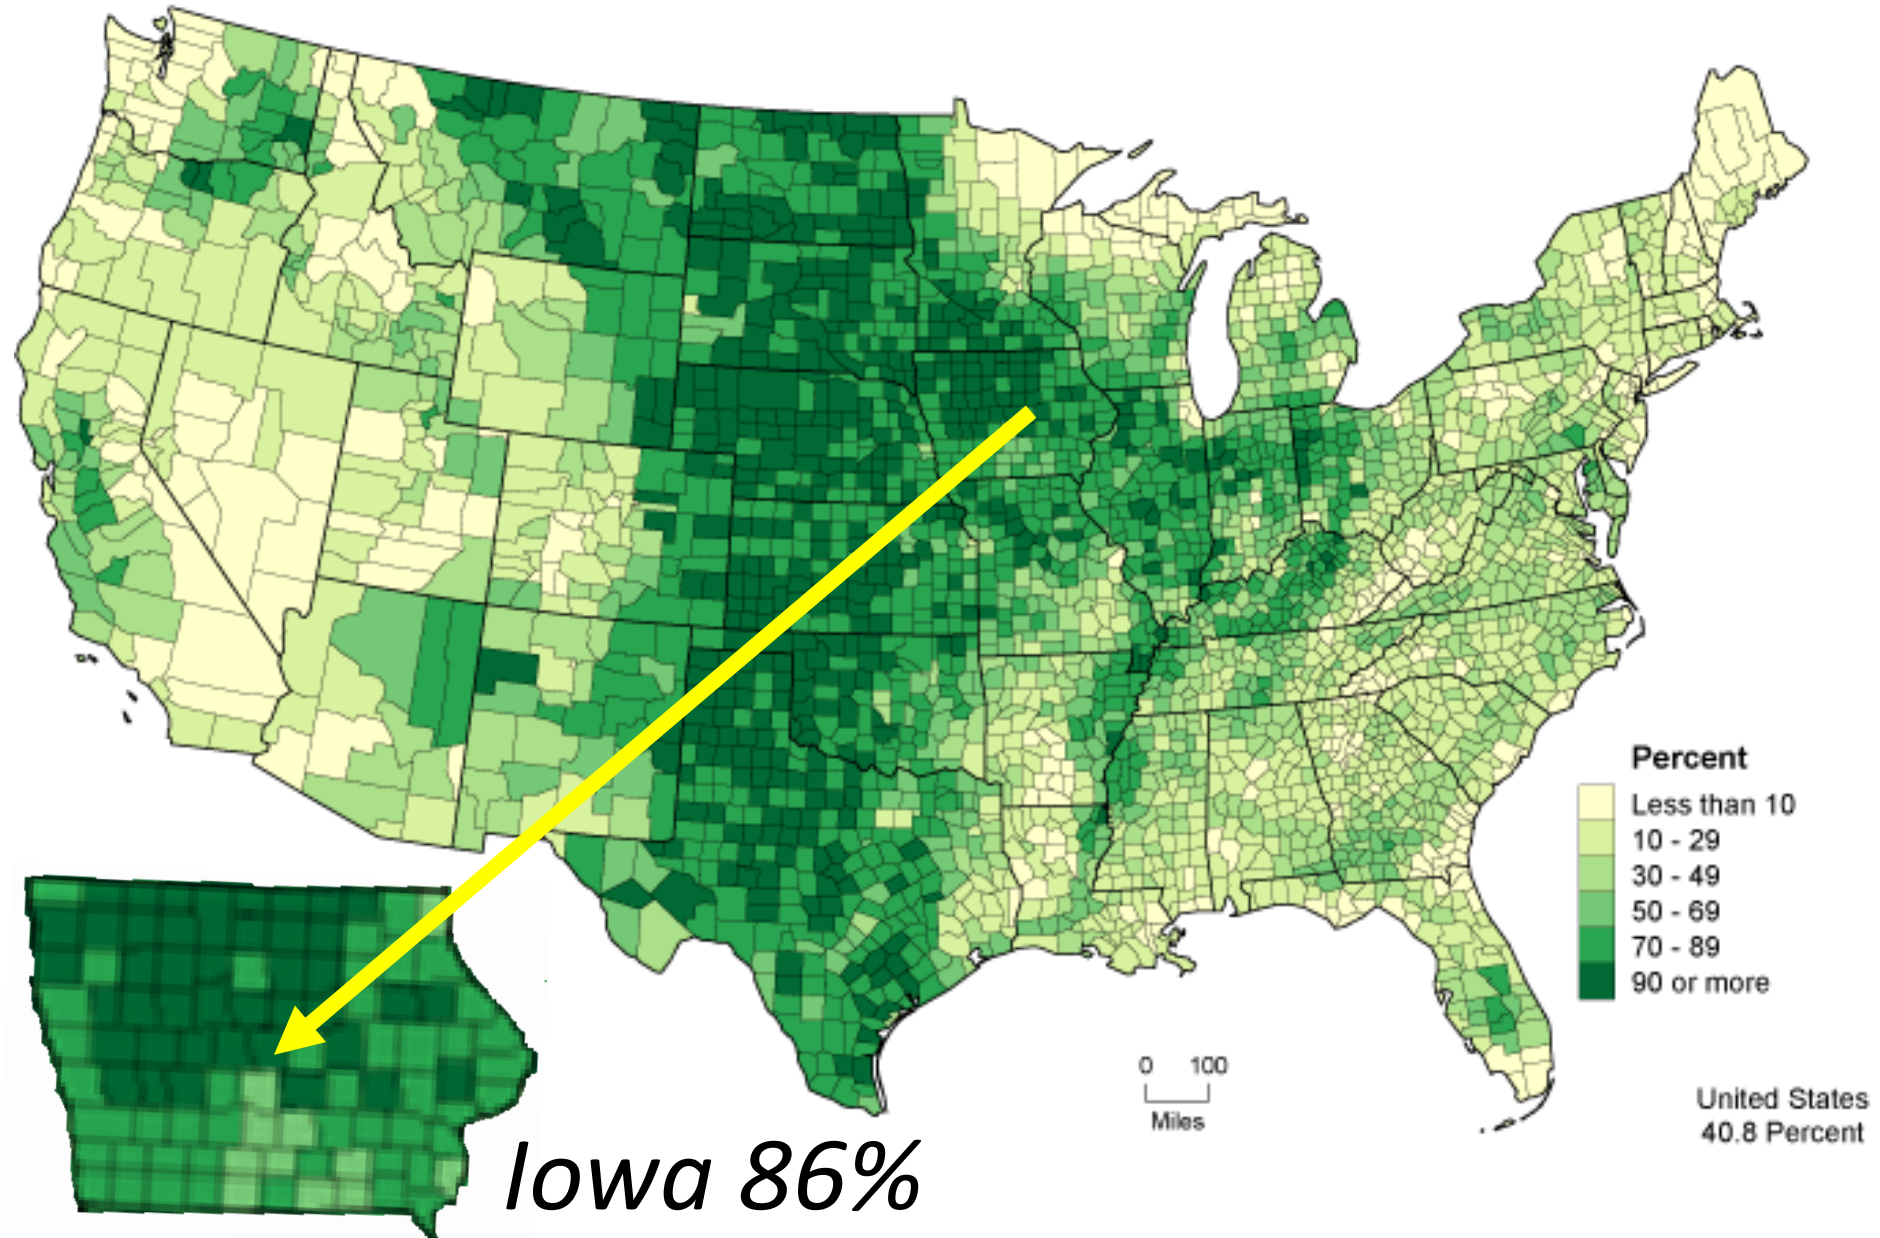 Percent
Less than 10
10 - 29
30 - 49
50 - 69
70 - 89
90 or more
0 100
Miles
United States
40.8 Percent
Iowa 86%